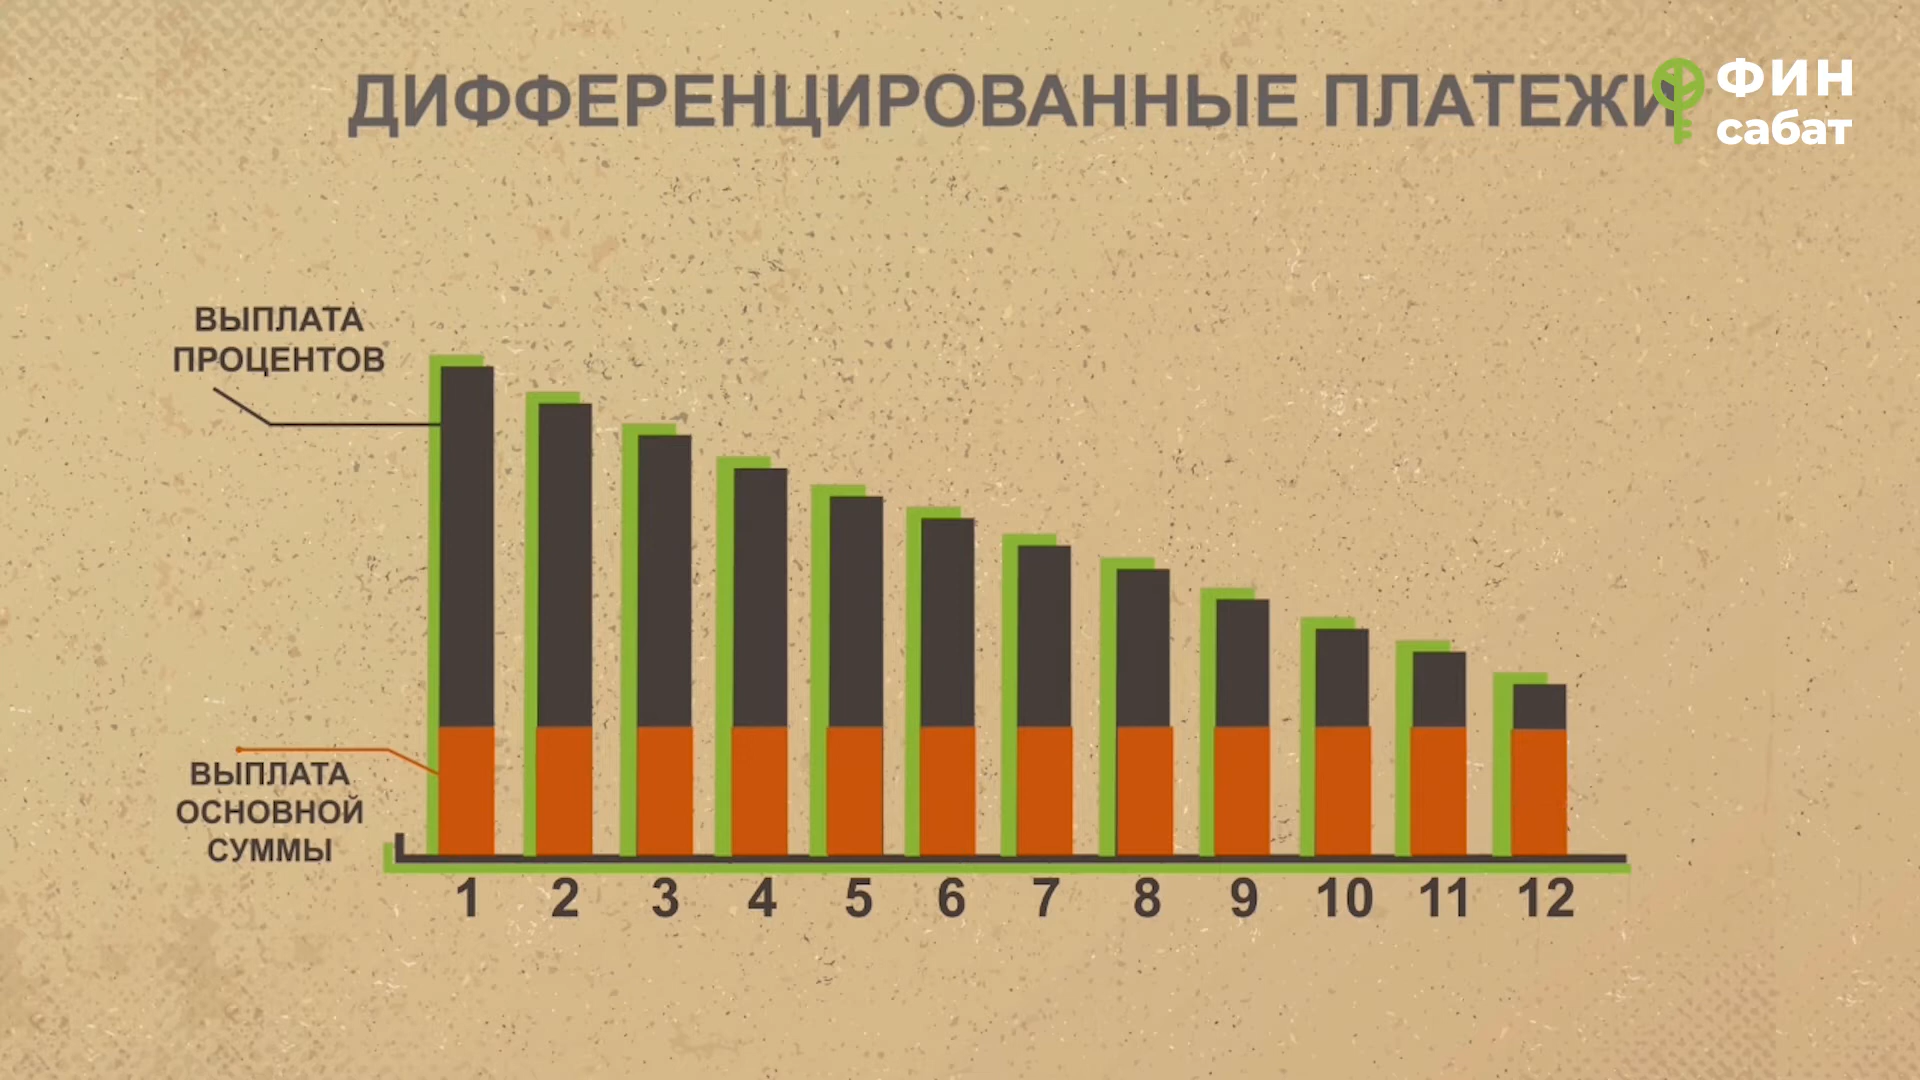 ДИФФЕРЕНЦИРОВАННЫЕ ПЛАТЕЖИ
ФИН
сабат
ВЫПЛАТА
ПРОЦЕНТОВ
ВЫПЛАТА
ОСНОВНОЙ
СУММЫ
1 2 3 4 5 6 7 8 9 10 11 12